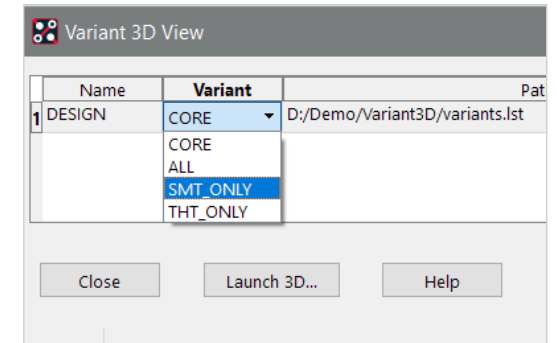 Variant 3D View
Name Variant Pat
1 DESIGN CORE D:/Demo/Variant3D/variants.lst
CORE
ALL
SMT_ONLY
THT_ONLY
Close Launch 3D... Help